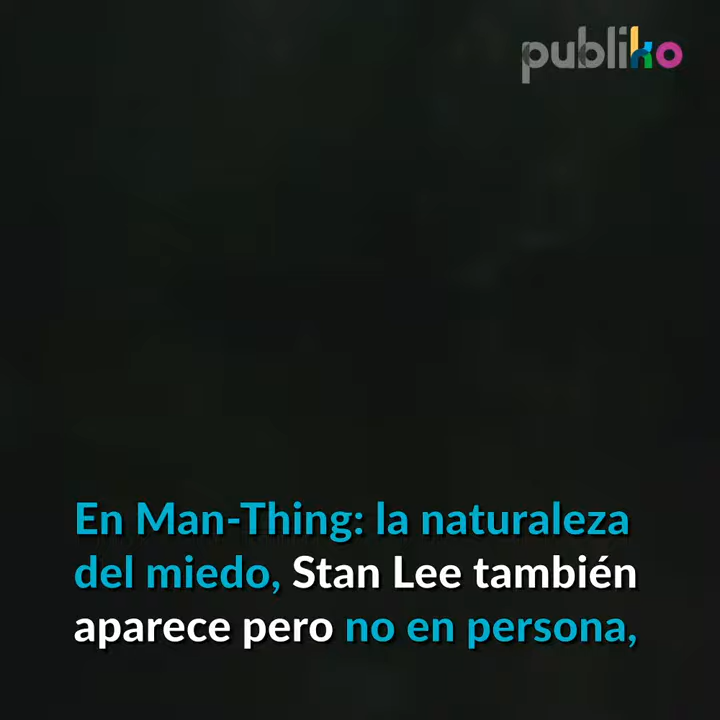 publiko
En Man-Thing: la naturaleza
del miedo, Stan Lee también
aparece pero no en persona,